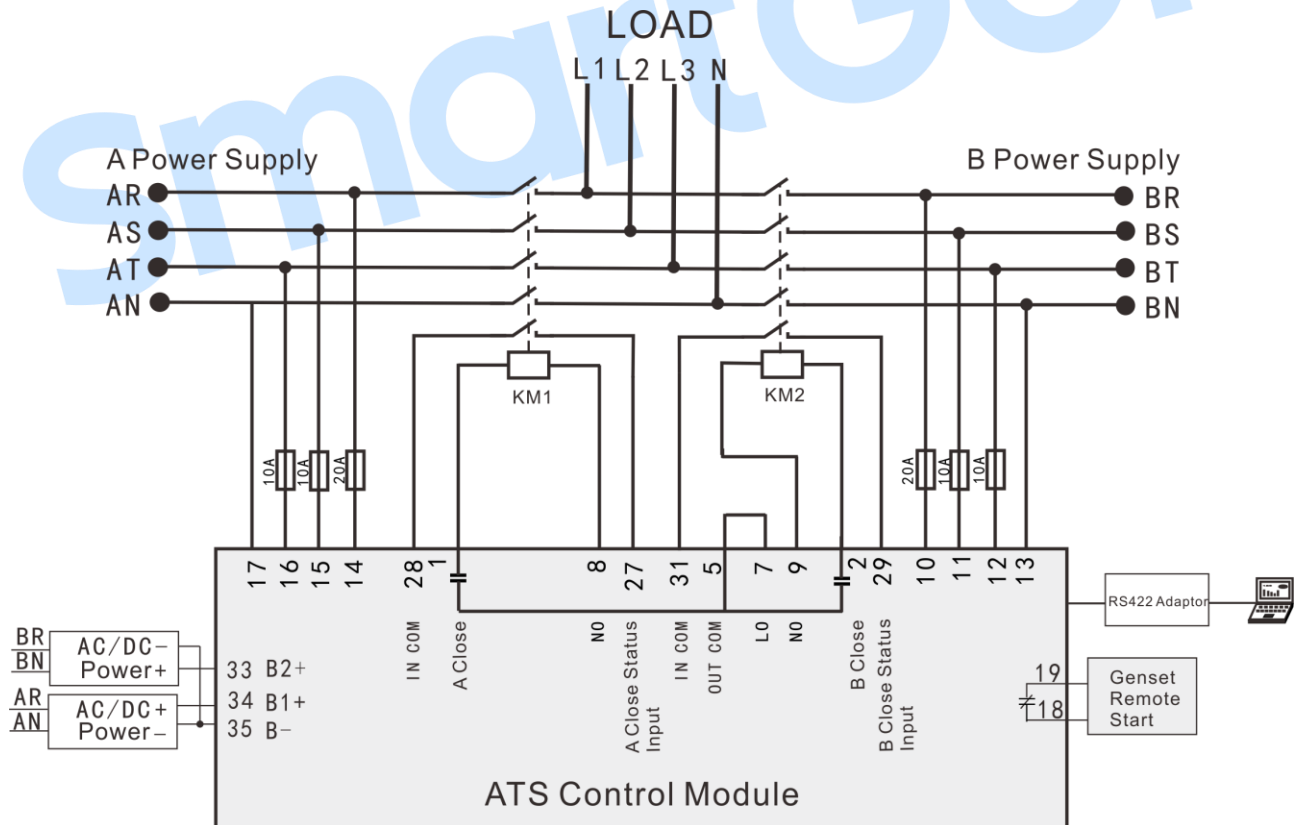 SmartGen
LOAD
L1 L2 L3 N
A Power Supply
B Power Supply
AR
BR
AS
BS
AT
BT
AN
BN
KM1
KM2
10A
10A
20A
20A
10A
10A
17
16
15
14
28
1
8
27
31
5
7
9
2
29
10
11
12
13
IN COM
A Close
NO
A Close Status
Input
IN COM
OUT COM
LO
NO
B Close
B Close Status
Input
RS422 Adaptor
BR
BN
AC/DC-
Power+
33 B2+
AR
AN
AC/DC+
Power-
34 B1+
35 B-
19
18
Genset
Remote
Start
ATS Control Module